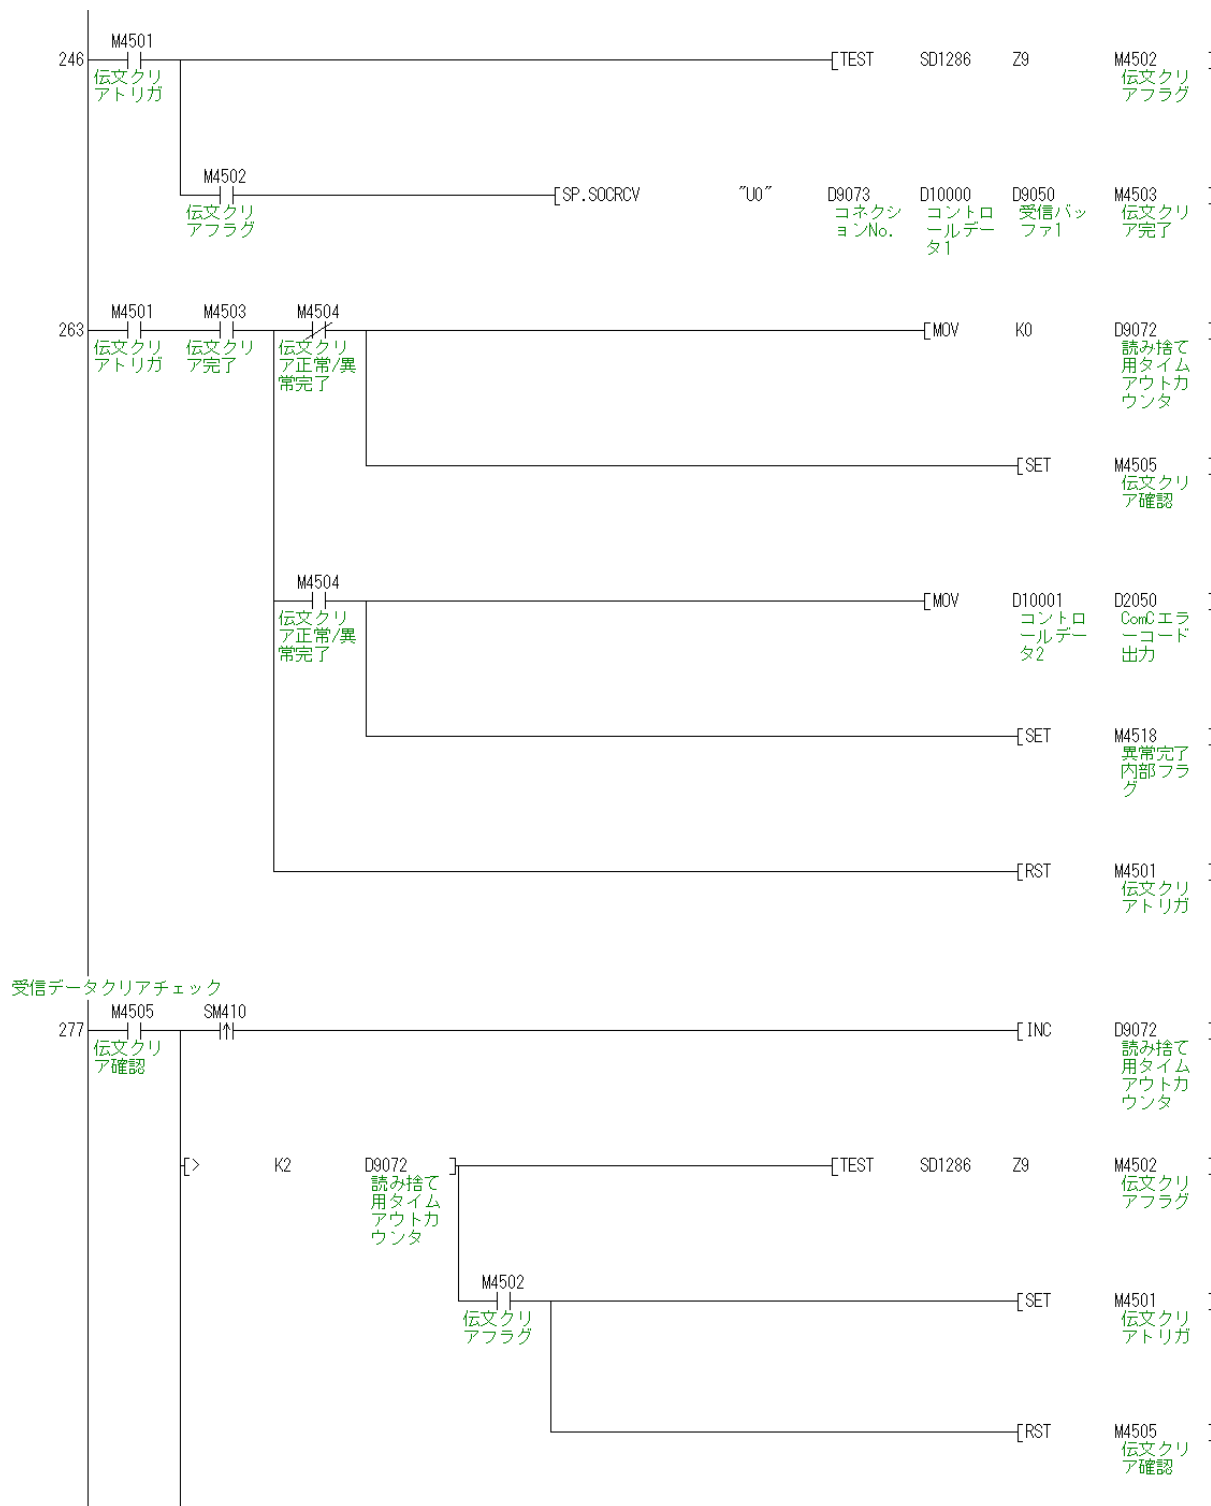 M4501
246 [TEST SD1286 Z9 M4502 ]
伝文クリ 伝文クリ
アトリガ アフラグ
M4502
[SP.SOCRCV "U0" D9073 D10000 D9050 M4503 ]
伝文クリ コネクシ コントロ 受信バッ 伝文クリ
アフラグ ョンNo. ールデー ファ1 ア完了
タ1
M4501 M4503 M4504
263 [MOV K0 D9072 ]
伝文クリ 伝文クリ 伝文クリ 読み捨て
アトリガ ア完了 ア正常/異 用タイム
常完了 アウトカ
ウンタ
[SET M4505 ]
伝文クリ
ア確認
M4504
[MOV D10001 D2050 ]
伝文クリ コントロ ComCエラ
ア正常/異 ールデー ーコード
常完了 タ2 出力
[SET M4518 ]
異常完了
内部フラ
グ
[RST M4501 ]
伝文クリ
アトリガ
受信データクリアチェック
M4505 SM410
277 [INC D9072 ]
伝文クリ 読み捨て
ア確認 用タイム
アウトカ
ウンタ
[> K2 D9072 ] [TEST SD1286 Z9 M4502 ]
読み捨て 伝文クリ
用タイム アフラグ
アウトカ
ウンタ
M4502
[SET M4501 ]
伝文クリ 伝文クリ
アフラグ アトリガ
[RST M4505 ]
伝文クリ
ア確認